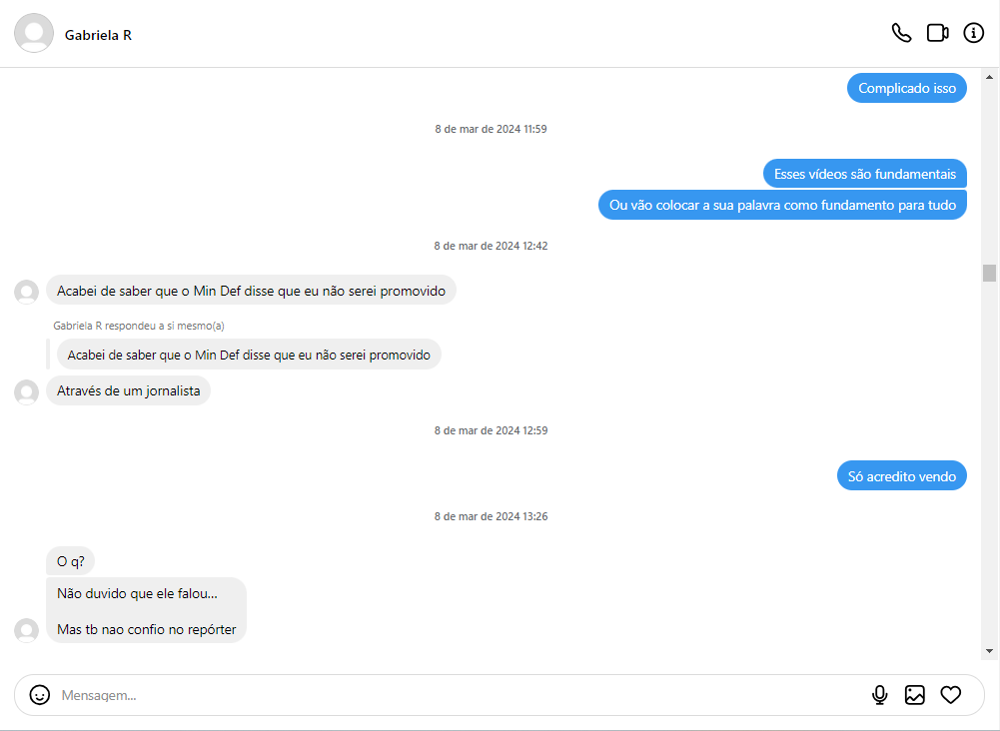 Gabriela R
Complicado isso
8 de mar de 2024 11:59
Esses vídeos são fundamentais
Ou vão colocar a sua palavra como fundamento para tudo
8 de mar de 2024 12:42
Acabei de saber que o Min Def disse que eu não serei promovido
Gabriela R respondeu a si mesmo(a)
Acabei de saber que o Min Def disse que eu não serei promovido
Através de um jornalista
8 de mar de 2024 12:59
Só acredito vendo
8 de mar de 2024 13:26
O q?
Não duvido que ele falou...
Mas tb nao confio no repórter
Mensagem...